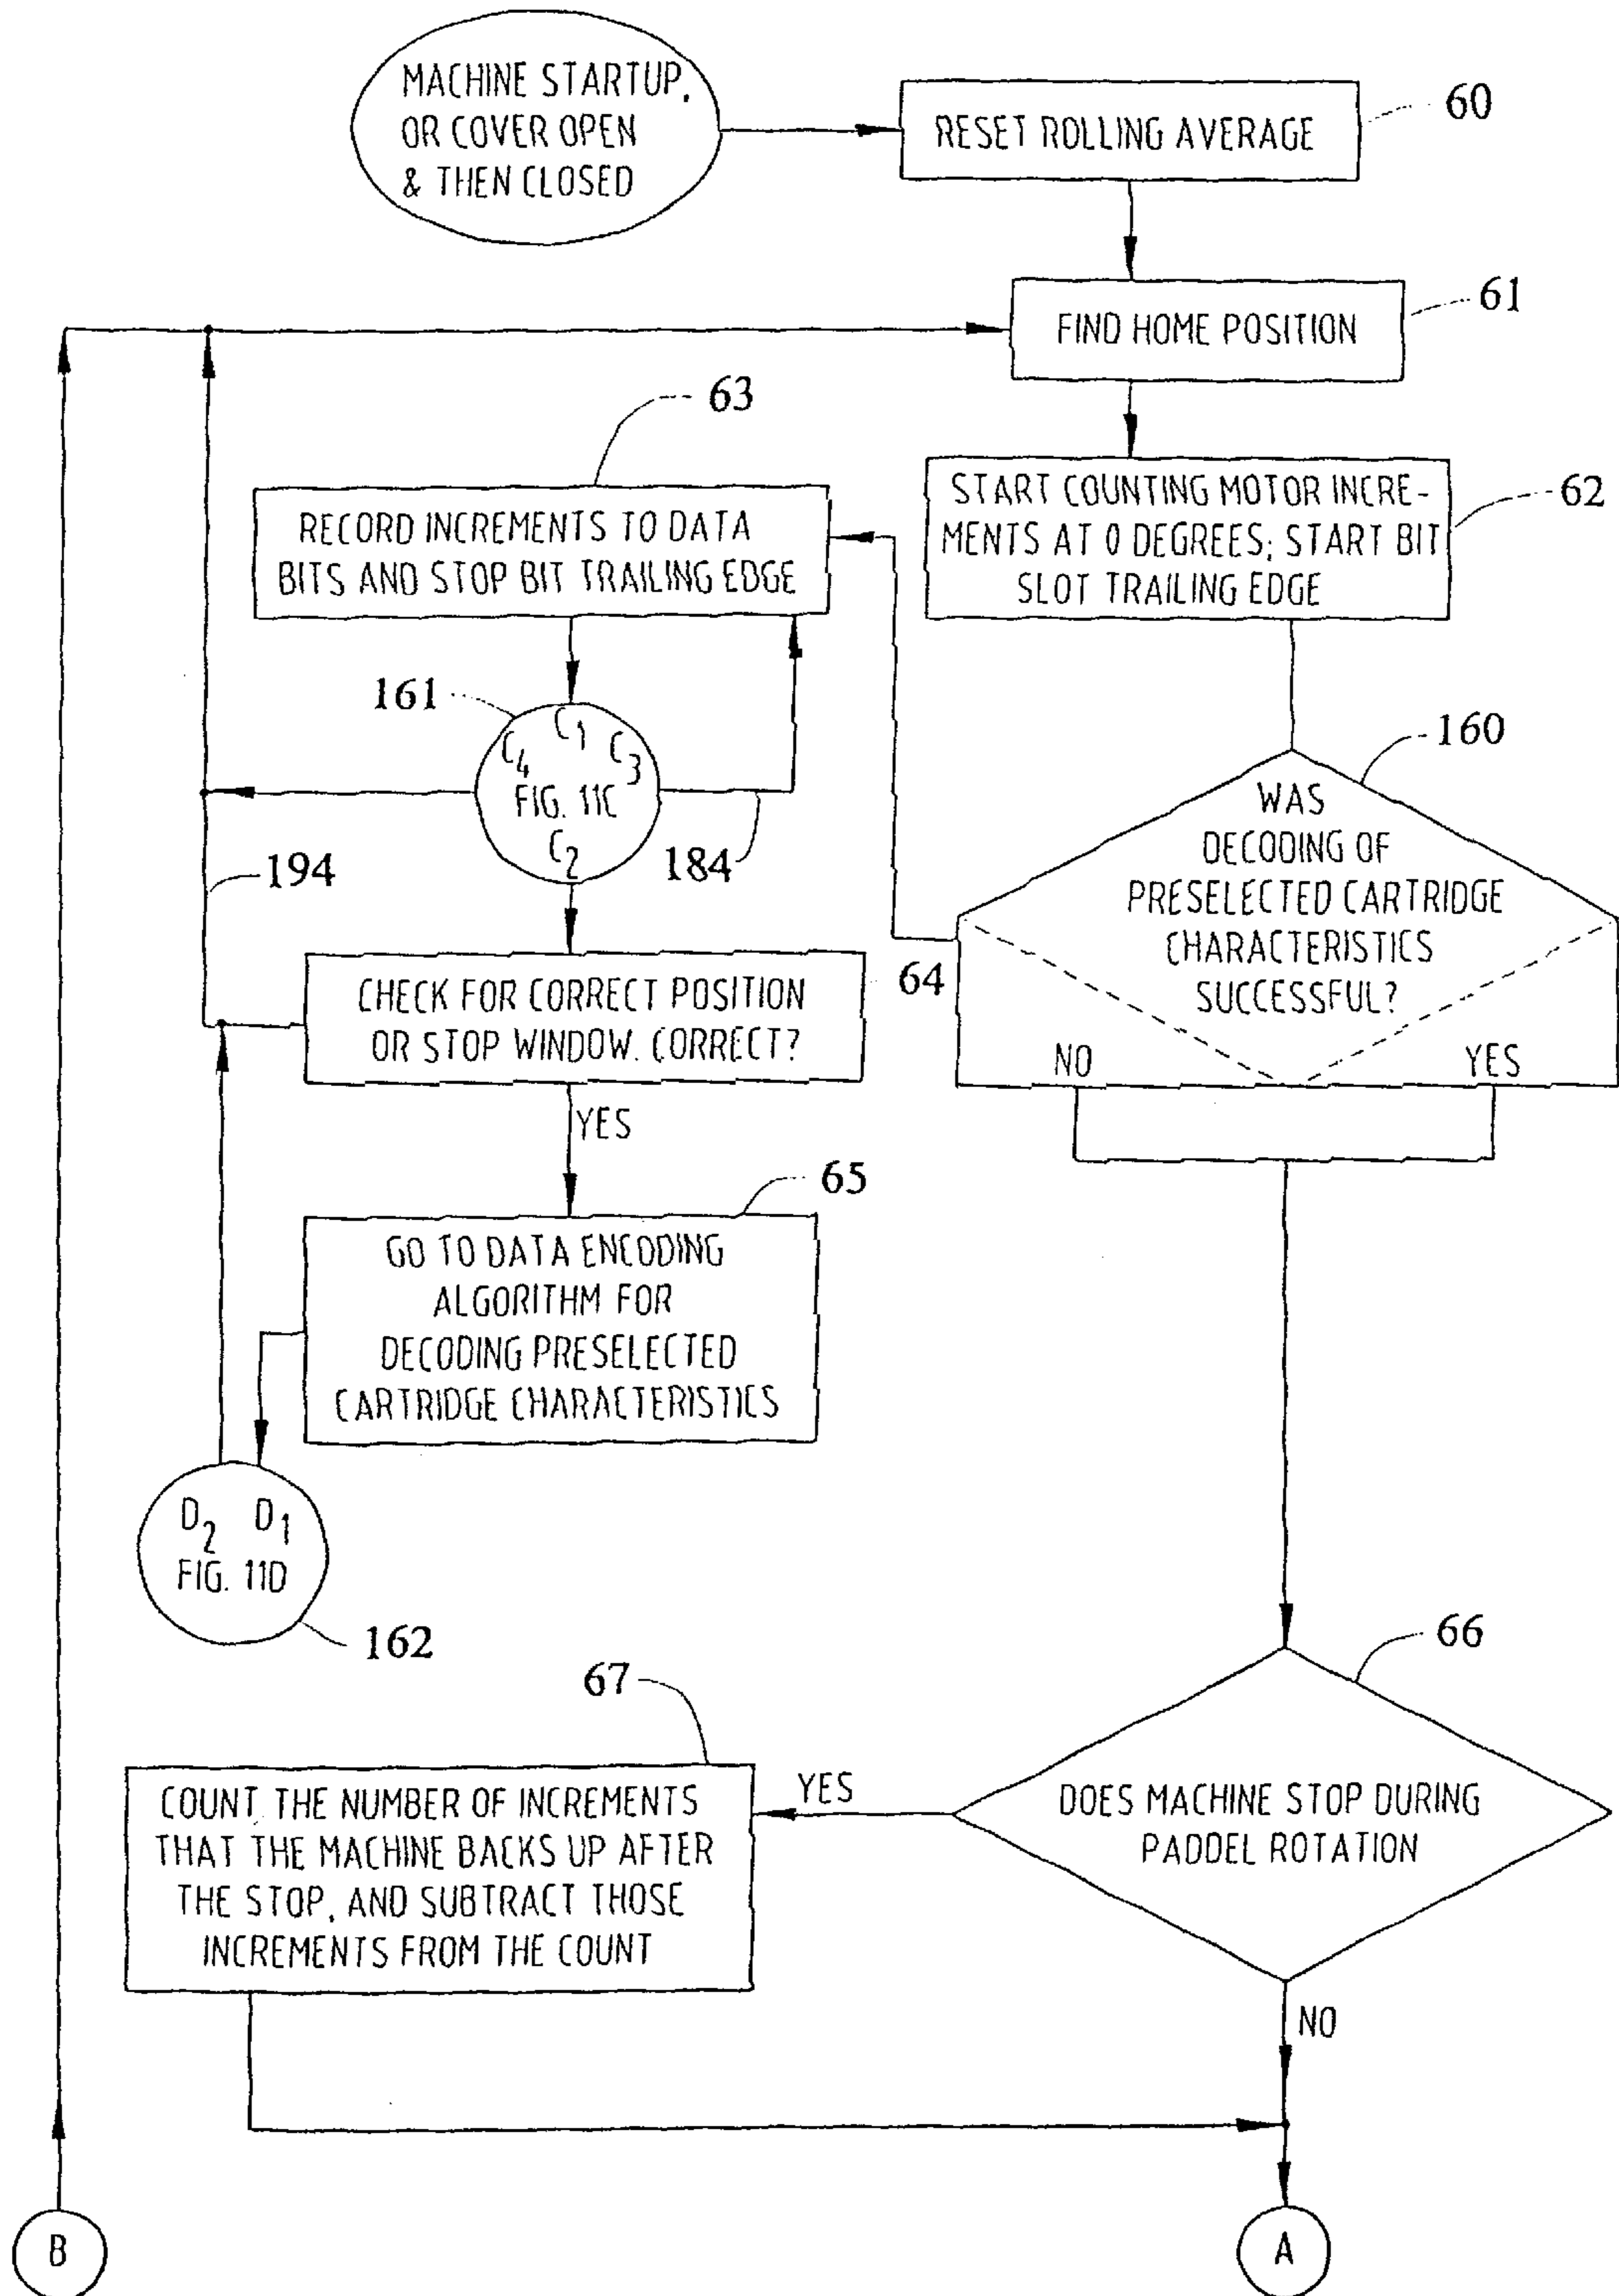 MACHINE STARTUP,
OR COVER OPEN
& THEN CLOSED
RESET ROLLING AVERAGE
60
FIND HOME POSITION
61
63
START COUNTING MOTOR INCRE-
MENTS AT 0 DEGREES; START BIT
SLOT TRAILING EDGE
62
RECORD INCREMENTS TO DATA
BITS AND STOP BIT TRAILING EDGE
161
C1
C4
C3
FIG. 11C
C2
184
194
160
WAS
DECODING OF
PRESELECTED CARTRIDGE
CHARACTERISTICS
SUCCESSFUL?
NO
YES
CHECK FOR CORRECT POSITION
OR STOP WINDOW. CORRECT?
64
YES
65
GO TO DATA ENCODING
ALGORITHM FOR
DECODING PRESELECTED
CARTRIDGE CHARACTERISTICS
D2 D1
FIG. 11D
162
66
67
DOES MACHINE STOP DURING
PADDEL ROTATION
YES
COUNT THE NUMBER OF INCREMENTS
THAT THE MACHINE BACKS UP AFTER
THE STOP, AND SUBTRACT THOSE
INCREMENTS FROM THE COUNT
NO
B
A